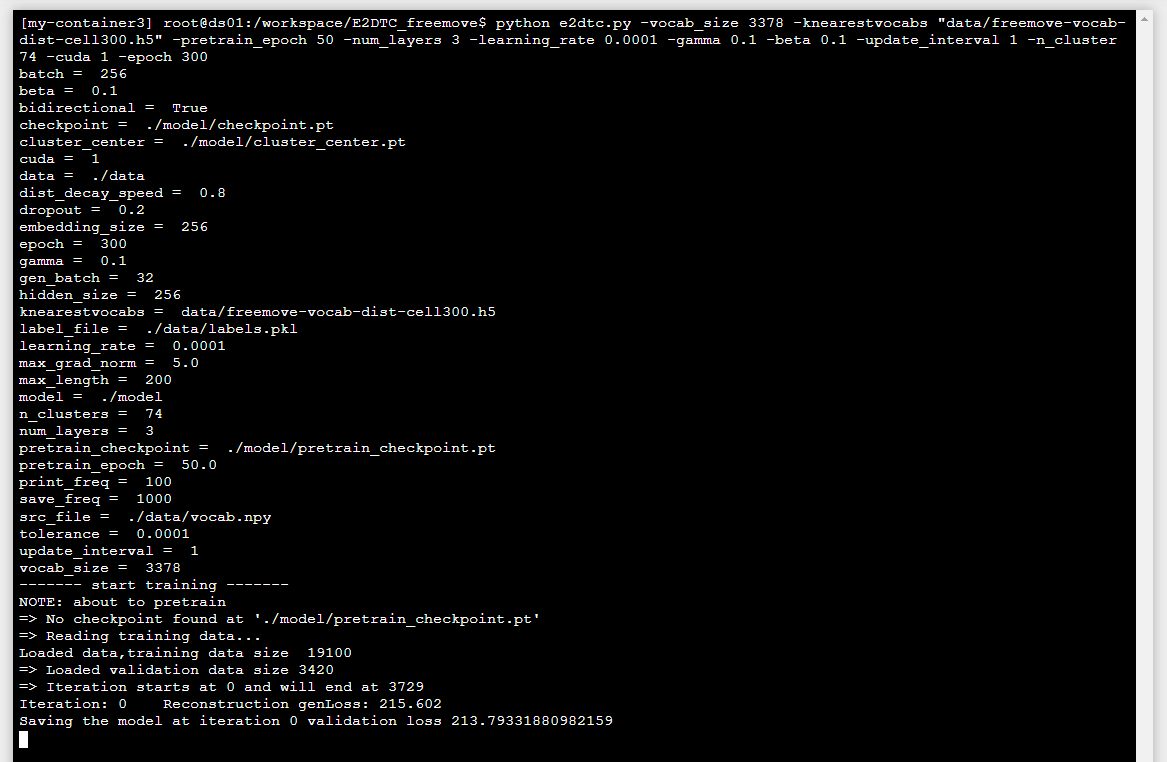 [my-container3] root@ds01:/workspace/E2DTC_freemove$ python e2dtc.py -vocab_size 3378 -knearestvocabs "data/freemove-vocab-
dist-cell300.h5" -pretrain_epoch 50 -num_layers 3 -learning_rate 0.0001 -gamma 0.1 -beta 0.1 -update_interval 1 -n_cluster
74 -cuda 1 -epoch 300
batch =  256
beta =  0.1
bidirectional =  True
checkpoint =  ./model/checkpoint.pt
cluster_center =  ./model/cluster_center.pt
cuda =  1
data =  ./data
dist_decay_speed =  0.8
dropout =  0.2
embedding_size =  256
epoch =  300
gamma =  0.1
gen_batch =  32
hidden_size =  256
knearestvocabs =  data/freemove-vocab-dist-cell300.h5
label_file =  ./data/labels.pkl
learning_rate =  0.0001
max_grad_norm =  5.0
max_length =  200
model =  ./model
n_clusters =  74
num_layers =  3
pretrain_checkpoint =  ./model/pretrain_checkpoint.pt
pretrain_epoch =  50.0
print_freq =  100
save_freq =  1000
src_file =  ./data/vocab.npy
tolerance =  0.0001
update_interval =  1
vocab_size =  3378
------- start training -------
NOTE: about to pretrain
=> No checkpoint found at './model/pretrain_checkpoint.pt'
=> Reading training data...
Loaded data,training data size  19100
=> Loaded validation data size 3420
=> Iteration starts at 0 and will end at 3729
Iteration: 0    Reconstruction genLoss: 215.602
Saving the model at iteration 0 validation loss 213.79331880982159